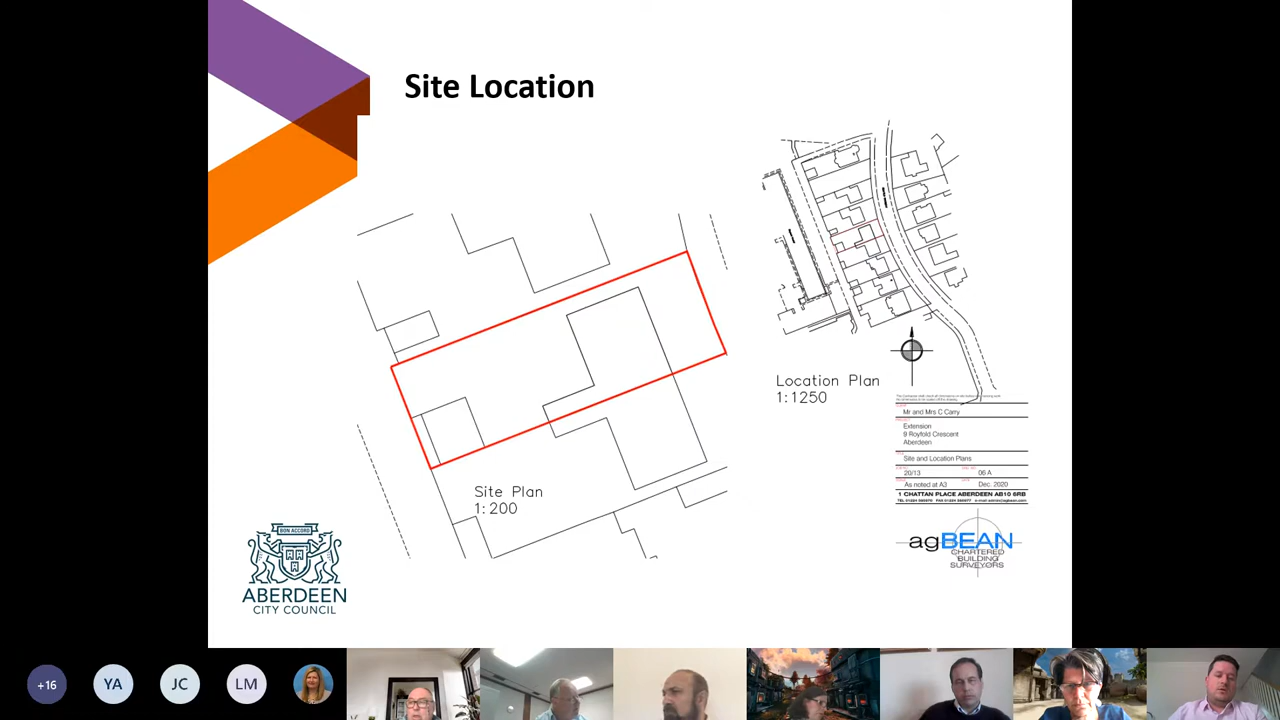 Site Location
Site Plan
1:200
Location Plan
1:1250
Mr and Mrs C Carry
Extension
9 Royfold Crescent
Aberdeen
Site and Location Plans
20/13
06 A
As noted at A3
Dec. 2020
1 CHATTAN PLACE ABERDEEN AB10 6RB
agBEAN
CHARTERED
BUILDING
SURVEYORS
BON ACCORD
ABERDEEN
CITY COUNCIL
+16
YA
JC
LM